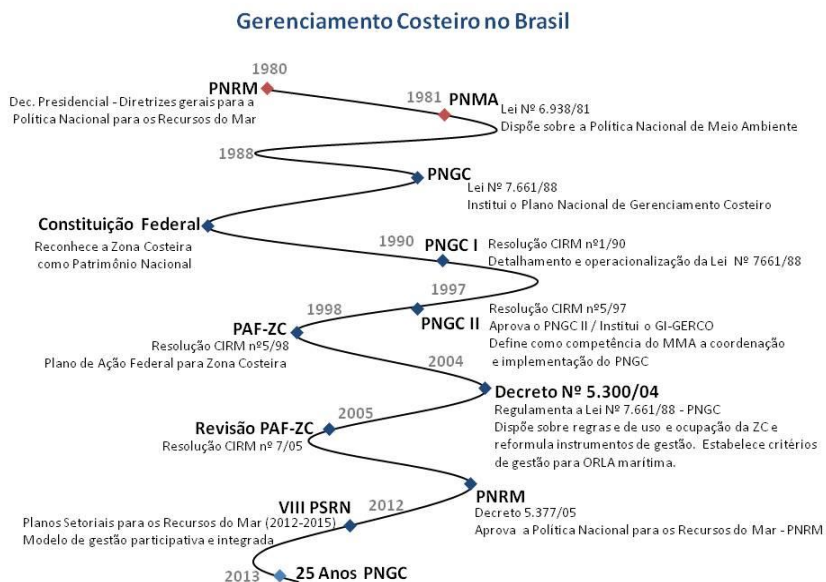 Gerenciamento Costeiro no Brasil
1980
PNRM
Dec. Presidencial - Diretrizes gerais para a
Política Nacional para os Recursos do Mar
1981
PNMA
Lei Nº 6.938/81
Dispõe sobre a Política Nacional de Meio Ambiente
1988
PNGC
Lei Nº 7.661/88
Institui o Plano Nacional de Gerenciamento Costeiro
Constituição Federal
Reconhece a Zona Costeira
como Patrimônio Nacional
1990
PNGC I
Resolução CIRM nº1/90
Detalhamento e operacionalização da Lei Nº 7661/88
1997
PNGC II
Resolução CIRM nº5/97
Aprova o PNGC II / Institui o GI-GERCO
Define como competência do MMA a coordenação
e implementação do PNGC
1998
PAF-ZC
Resolução CIRM nº5/98
Plano de Ação Federal para Zona Costeira
2004
Decreto Nº 5.300/04
Regulamenta a Lei Nº 7.661/88 - PNGC
Dispõe sobre regras e de uso e ocupação da ZC e
reformula instrumentos de gestão. Estabelece critérios
de gestão para ORLA marítima.
2005
Revisão PAF-ZC
Resolução CIRM nº 7/05
PNRM
Decreto 5.377/05
Aprova a Política Nacional para os Recursos do Mar - PNRM
2012
VIII PSRN
Planos Setoriais para os Recursos do Mar (2012-2015)
Modelo de gestão participativa e integrada
2013
25 Anos PNGC